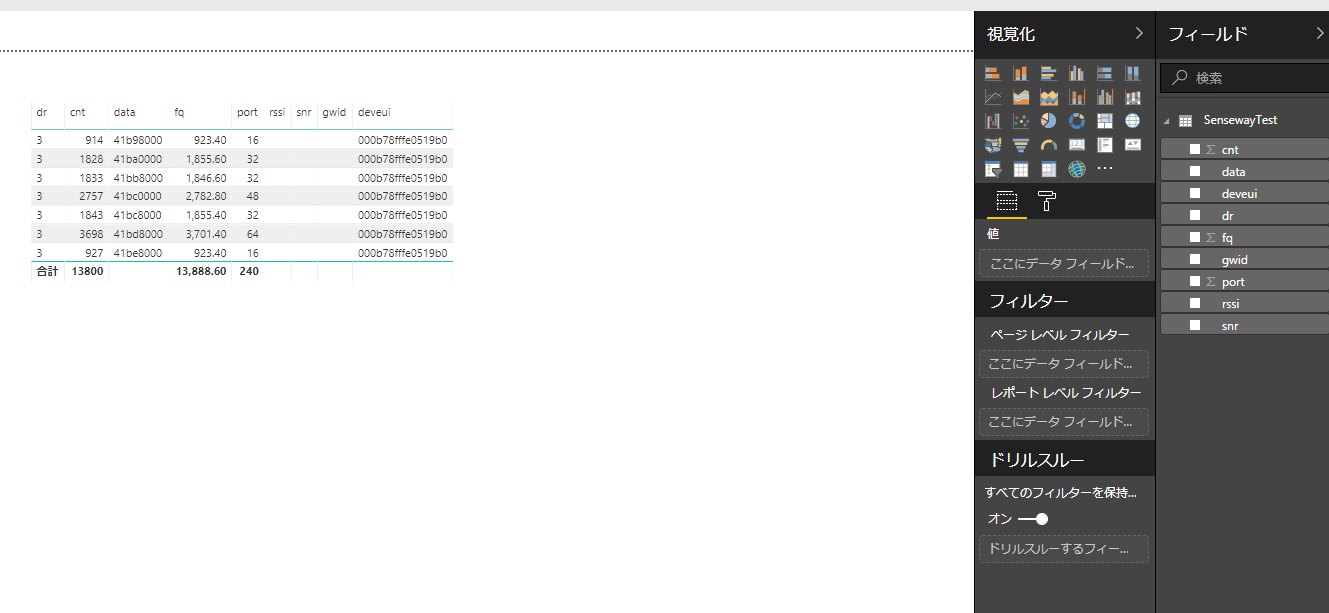 視覚化
フィールド
検索
SensewayTest
cnt
data
deveui
dr
fq
gwid
port
rssi
snr
dr cnt data fq port rssi snr gwid deveui
3 914 41b98000 923.40 16 000b78fffe0519b0
3 1828 41ba0000 1,855.60 32 000b78fffe0519b0
3 1833 41bb8000 1,846.60 32 000b78fffe0519b0
3 2757 41bc0000 2,782.80 48 000b78fffe0519b0
3 1843 41bc8000 1,855.40 32 000b78fffe0519b0
3 3698 41bd8000 3,701.40 64 000b78fffe0519b0
3 927 41be8000 923.40 16 000b78fffe0519b0
合計 13800 13,888.60 240
値
ここにデータ フィールド...
フィルター
ページ レベル フィルター
ここにデータ フィールド...
レポート レベル フィルター
ここにデータ フィールド...
ドリルスルー
すべてのフィルターを保持...
オン
ドリルスルーするフィー...